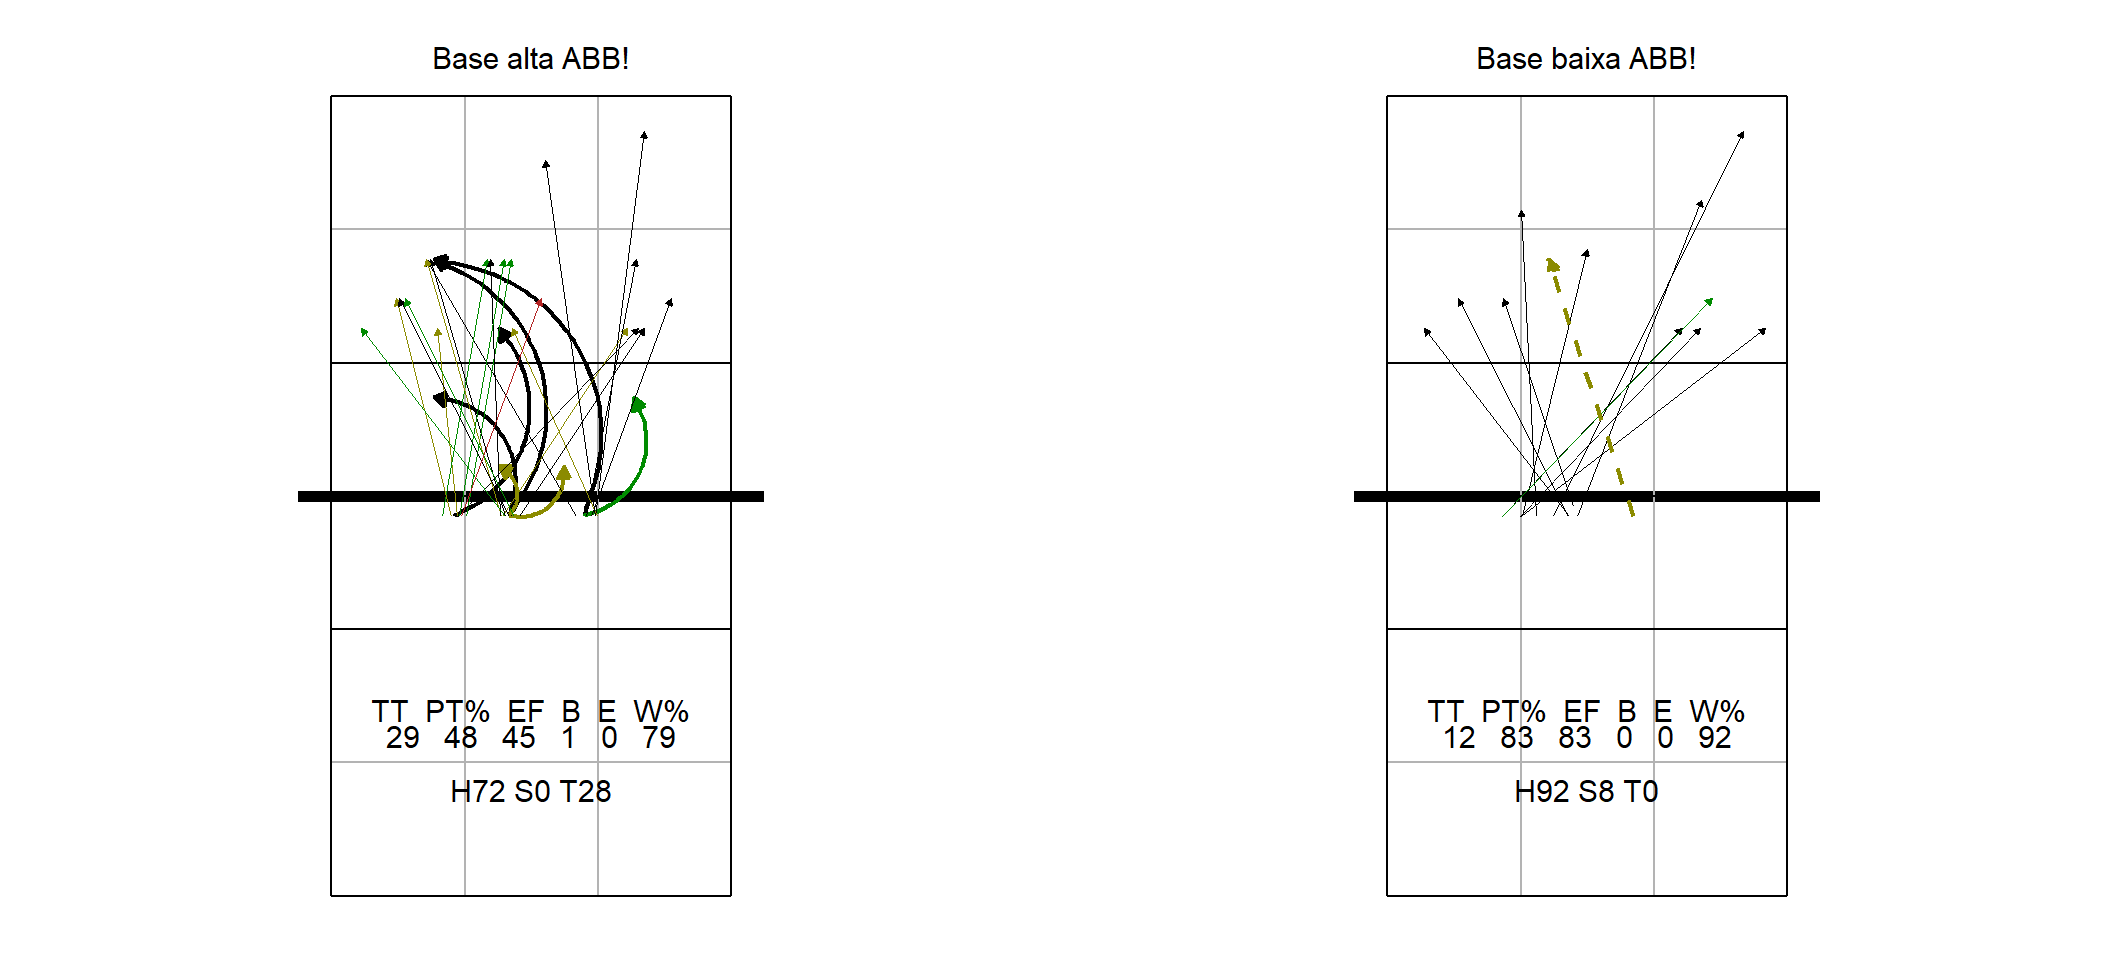 Base alta ABB!
TT PT% EF B E W%
29 48 45 1 0 79
H72 S0 T28
Base baixa ABB!
TT PT% EF B E W%
12 83 83 0 0 92
H92 S8 T0